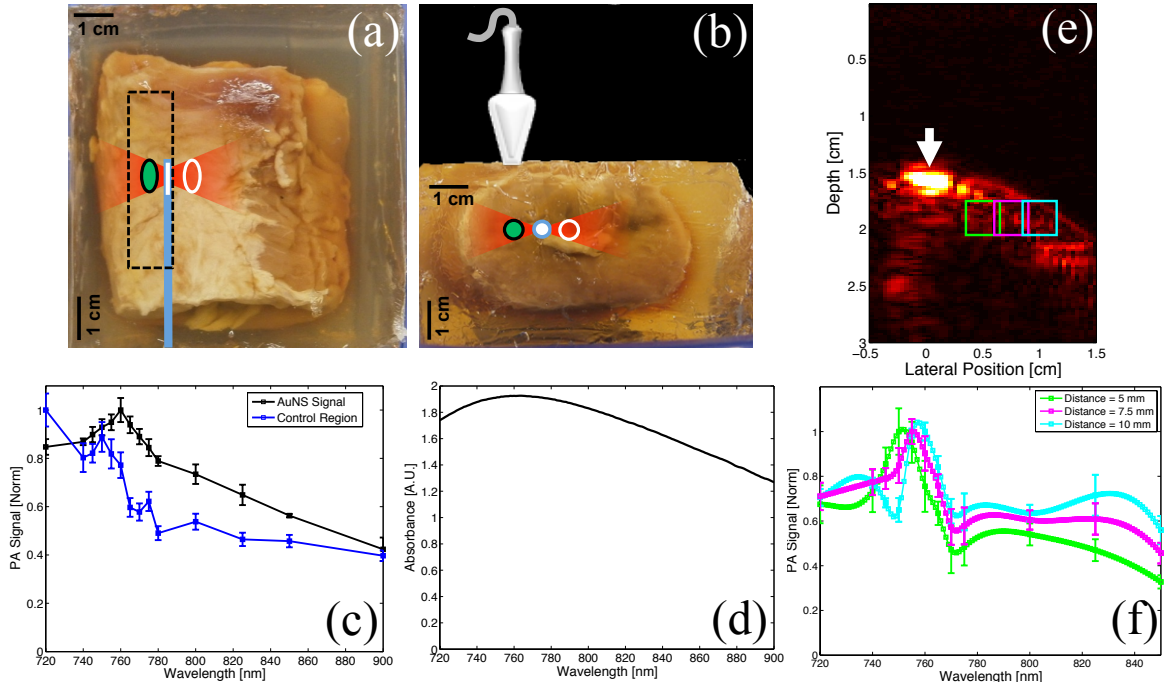 1 cm
(a)
1 cm
(b)
1 cm
1 cm
(e)
0.5
1
1.5
2
2.5
3
Depth [cm]
−0.5
0
0.5
1
1.5
Lateral Position [cm]
AuNS Signal
Control Region
1
0.8
0.6
0.4
0.2
0
PA Signal [Norm]
720
740
760
780
800
820
840
860
880
900
Wavelength [nm]
(c)
2
1.8
1.6
1.4
1.2
1
0.8
0.6
0.4
0.2
0
Absorbance [A.U.]
720
740
760
780
800
820
840
860
880
900
Wavelength [nm]
(d)
Distance = 5 mm
Distance = 7.5 mm
Distance = 10 mm
1
0.8
0.6
0.4
0.2
0
PA Signal [Norm]
720
740
760
780
800
820
840
Wavelength [nm]
(f)